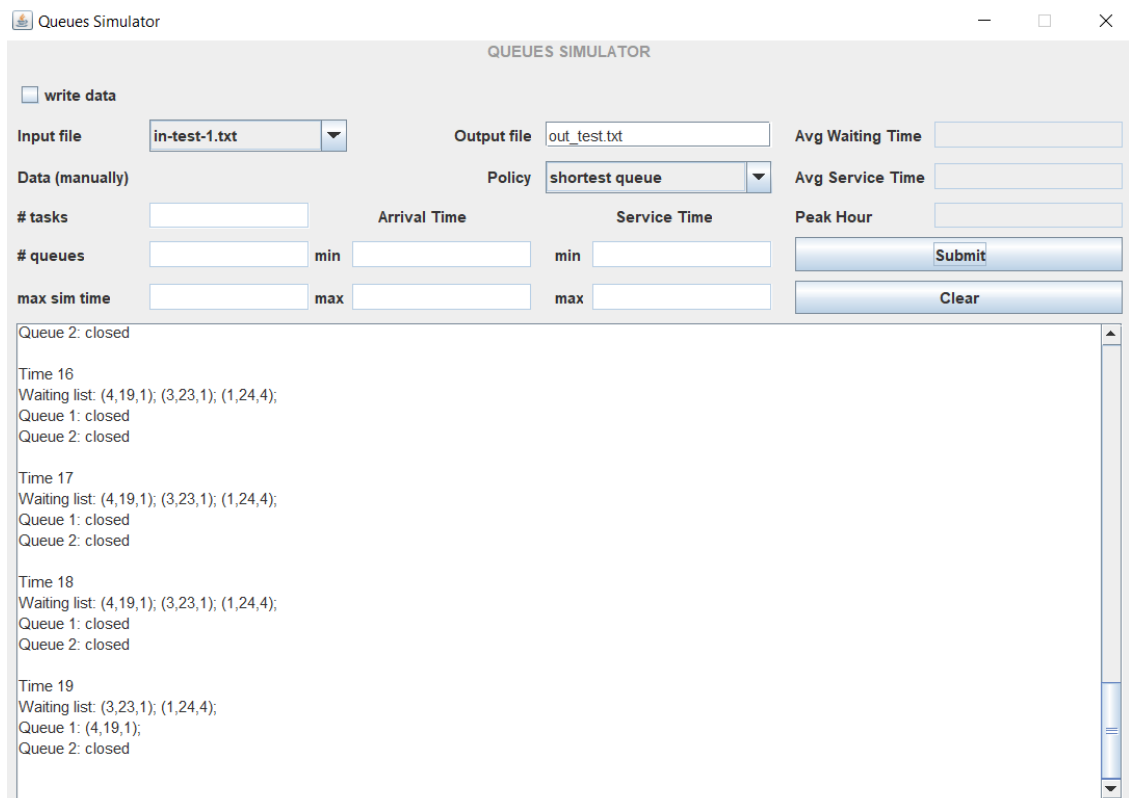 Queues Simulator
QUEUES SIMULATOR
write data
Input file in-test-1.txt Output file out_test.txt Avg Waiting Time
Data (manually) Policy shortest queue Avg Service Time
# tasks Arrival Time Service Time Peak Hour
# queues min min Submit
max sim time max max Clear
Queue 2: closed
Time 16
Waiting list: (4,19,1); (3,23,1); (1,24,4);
Queue 1: closed
Queue 2: closed
Time 17
Waiting list: (4,19,1); (3,23,1); (1,24,4);
Queue 1: closed
Queue 2: closed
Time 18
Waiting list: (4,19,1); (3,23,1); (1,24,4);
Queue 1: closed
Queue 2: closed
Time 19
Waiting list: (3,23,1); (1,24,4);
Queue 1: (4,19,1);
Queue 2: closed